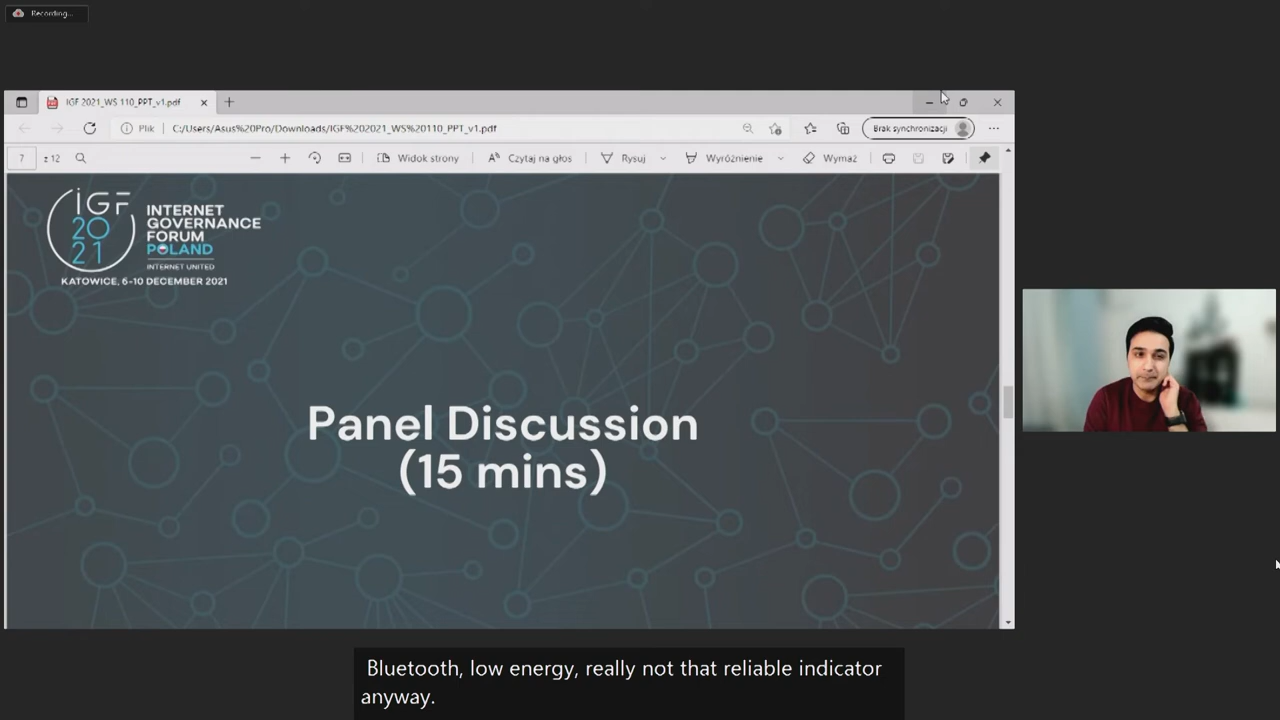 Recording...
IGF 2021_WS 110_PPT_v1.pdf
Plik C:/Users/Asus%20Pro/Downloads/IGF%202021_WS%20110_PPT_v1.pdf
Brak synchronizacji
7 z 12 Widok strony Czytaj na głos Rysuj Wyróżnienie Wymaż
IGF
20
21
INTERNET
GOVERNANCE
FORUM
POLAND
INTERNET UNITED
KATOWICE, 6-10 DECEMBER 2021
Panel Discussion
(15 mins)
Bluetooth, low energy, really not that reliable indicator
anyway.